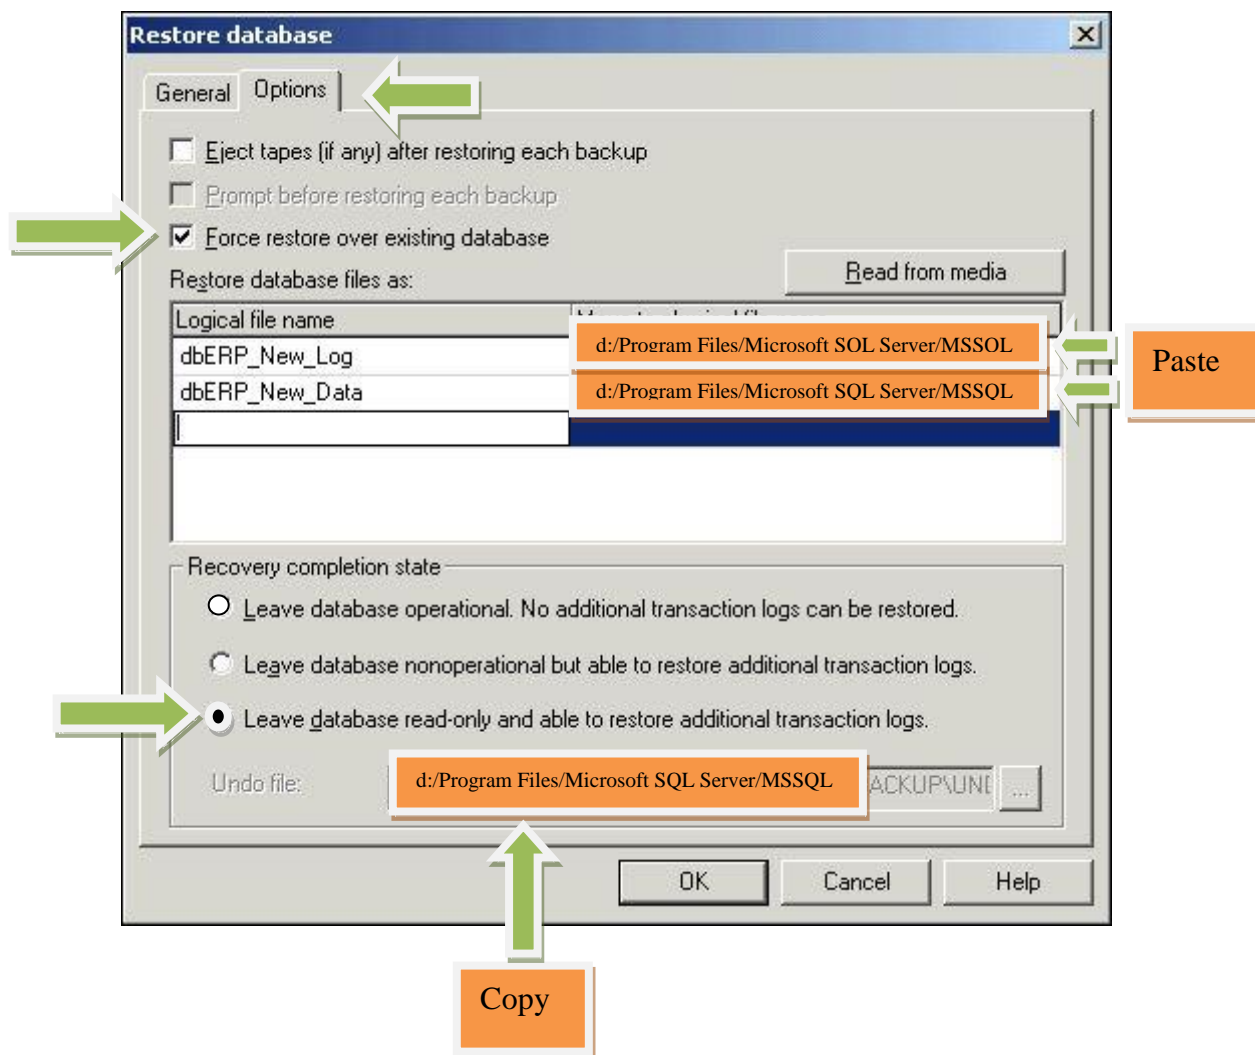 Restore database
General Options
Eject tapes (if any) after restoring each backup
Prompt before restoring each backup
Force restore over existing database
Restore database files as:
Read from media
Logical file name
dbERP_New_Log
d:/Program Files/Microsoft SQL Server/MSSQL
Paste
dbERP_New_Data
d:/Program Files/Microsoft SQL Server/MSSQL
Recovery completion state
Leave database operational. No additional transaction logs can be restored.
Leave database nonoperational but able to restore additional transaction logs.
Leave database read-only and able to restore additional transaction logs.
Undo file:
d:/Program Files/Microsoft SQL Server/MSSQL
ACKUP\UND ...
OK Cancel Help
Copy